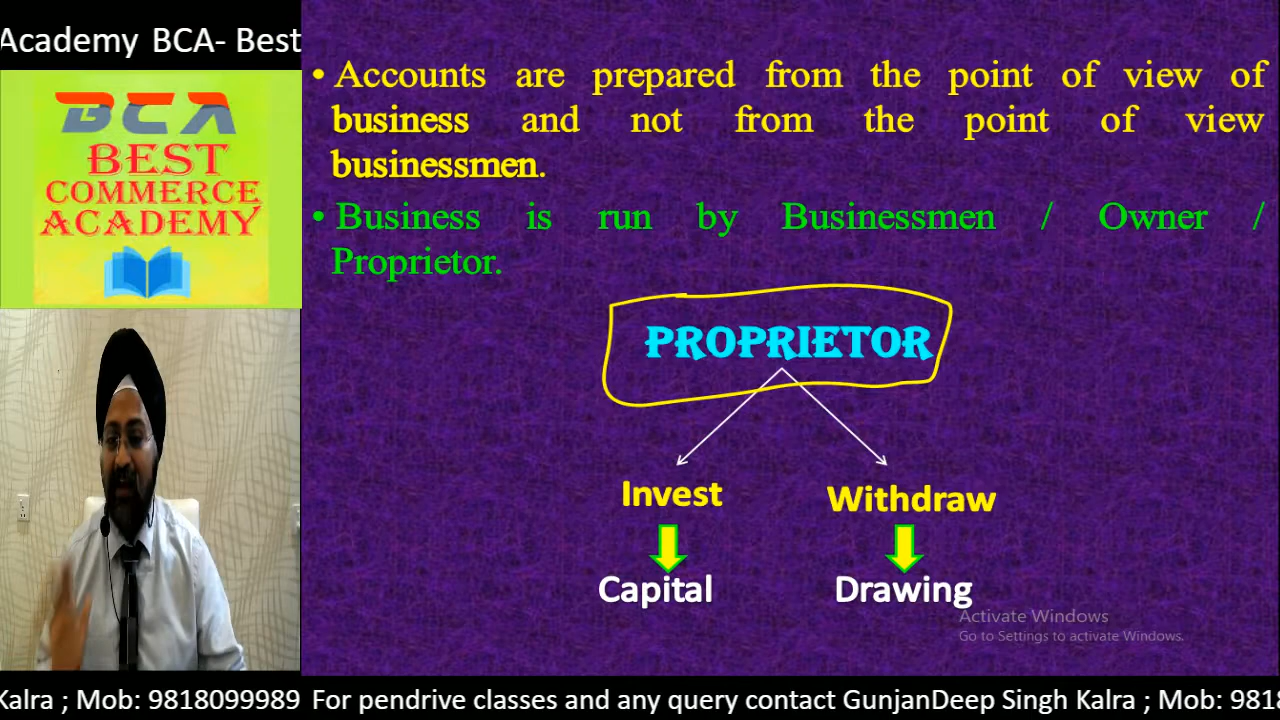 Academy BCA- Best
BCA
BEST
COMMERCE
ACADEMY
• Accounts are prepared from the point of view of
business and not from the point of view
businessmen.
• Business is run by Businessmen / Owner /
Proprietor.
PROPRIETOR
Invest
Withdraw
Capital
Drawing
Activate Windows
Go to Settings to activate Windows.
Kalra ; Mob: 9818099989 For pendrive classes and any query contact GunjanDeep Singh Kalra ; Mob: 981